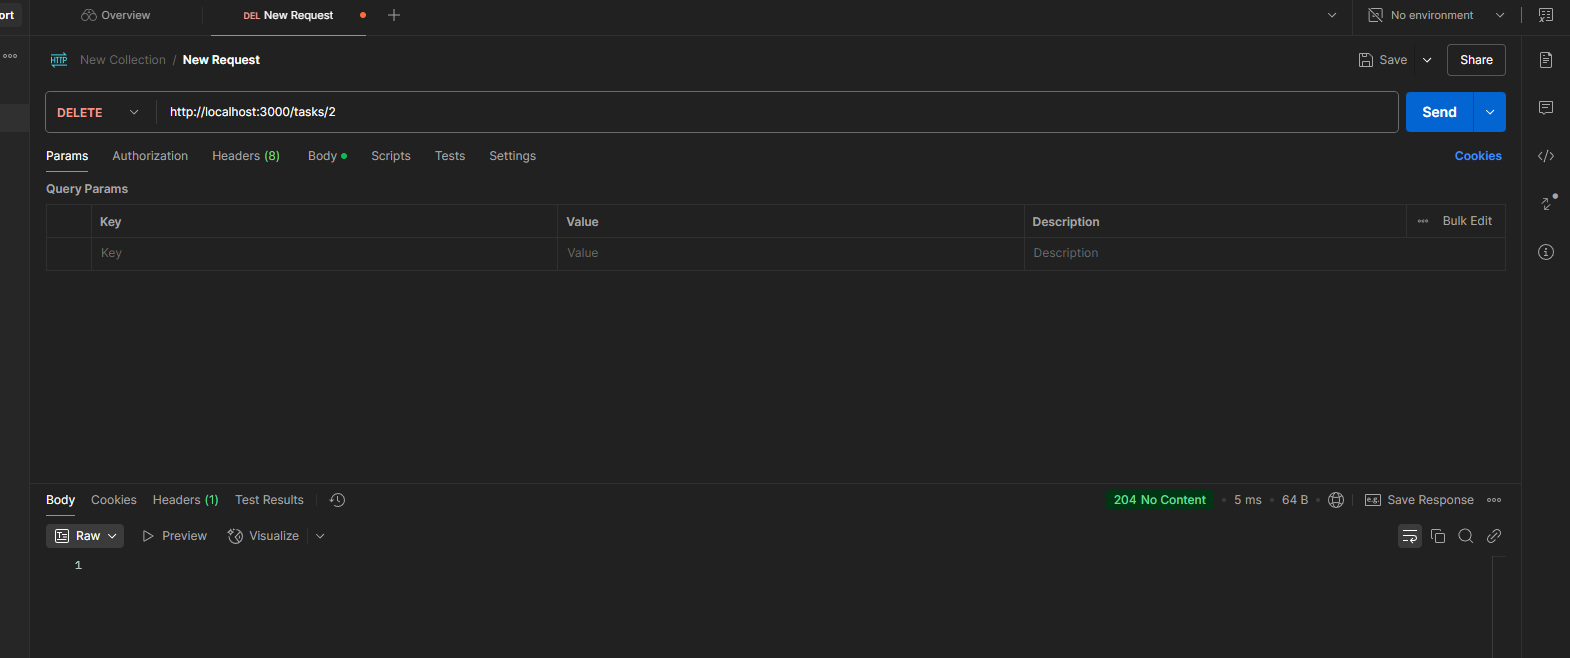 ort
Overview
DEL New Request
No environment
HTTP New Collection / New Request
Save
Share
DELETE
http://localhost:3000/tasks/2
Send
Params Authorization Headers (8) Body Scripts Tests Settings
Cookies
Query Params
Key Value Description Bulk Edit
Key Value Description
Body Cookies Headers (1) Test Results
204 No Content 5 ms 64 B e.g. Save Response
Raw Preview Visualize
1